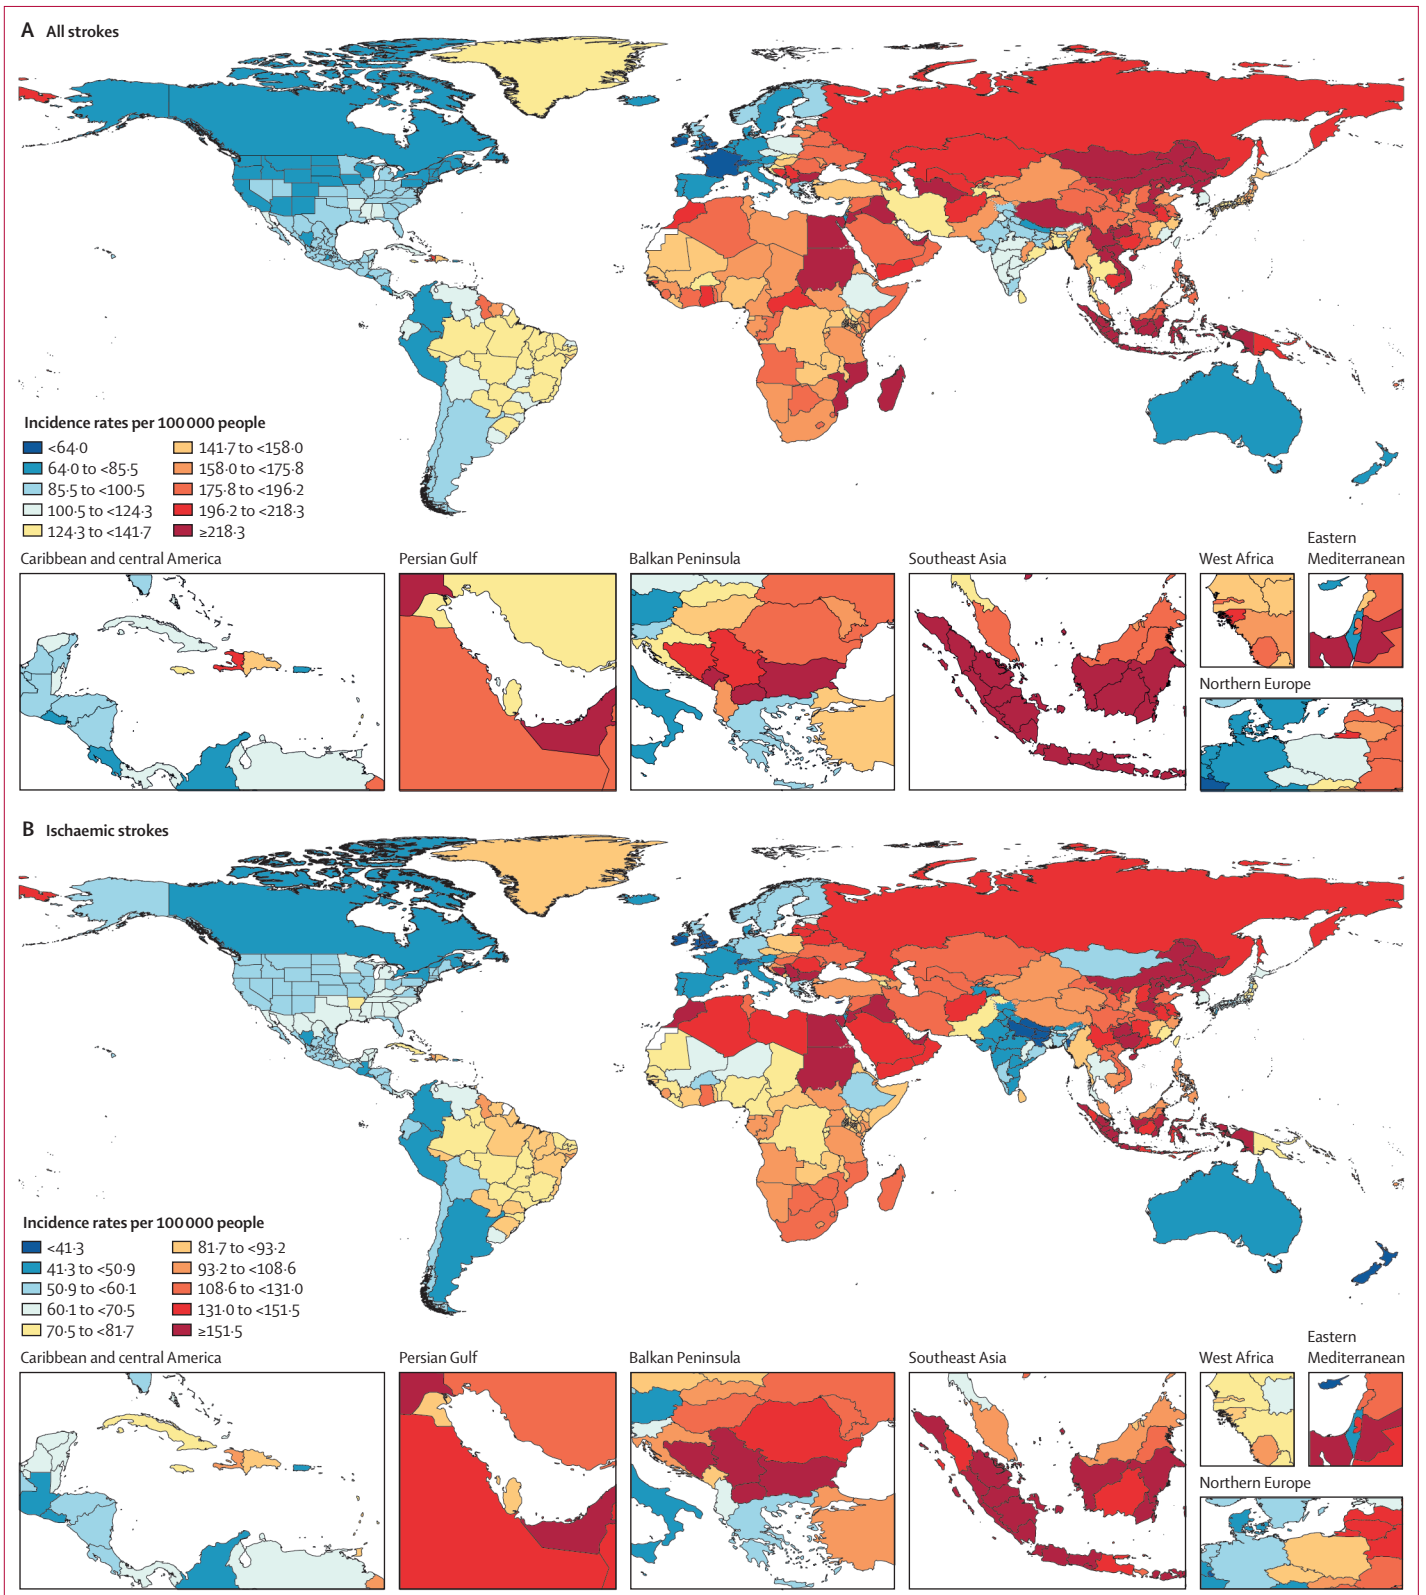 A All strokes
Incidence rates per 100 000 people
<64·0
64·0 to <85·5
85·5 to <100·5
100·5 to <124·3
124·3 to <141·7
141·7 to <158·0
158·0 to <175·8
175·8 to <196·2
196·2 to <218·3
≥218·3
Caribbean and central America
Persian Gulf
Balkan Peninsula
Southeast Asia
West Africa
Eastern
Mediterranean
Northern Europe
B Ischaemic strokes
Incidence rates per 100 000 people
<41·3
41·3 to <50·9
50·9 to <60·1
60·1 to <70·5
70·5 to <81·7
81·7 to <93·2
93·2 to <108·6
108·6 to <131·0
131·0 to <151·5
≥151·5
Caribbean and central America
Persian Gulf
Balkan Peninsula
Southeast Asia
West Africa
Eastern
Mediterranean
Northern Europe